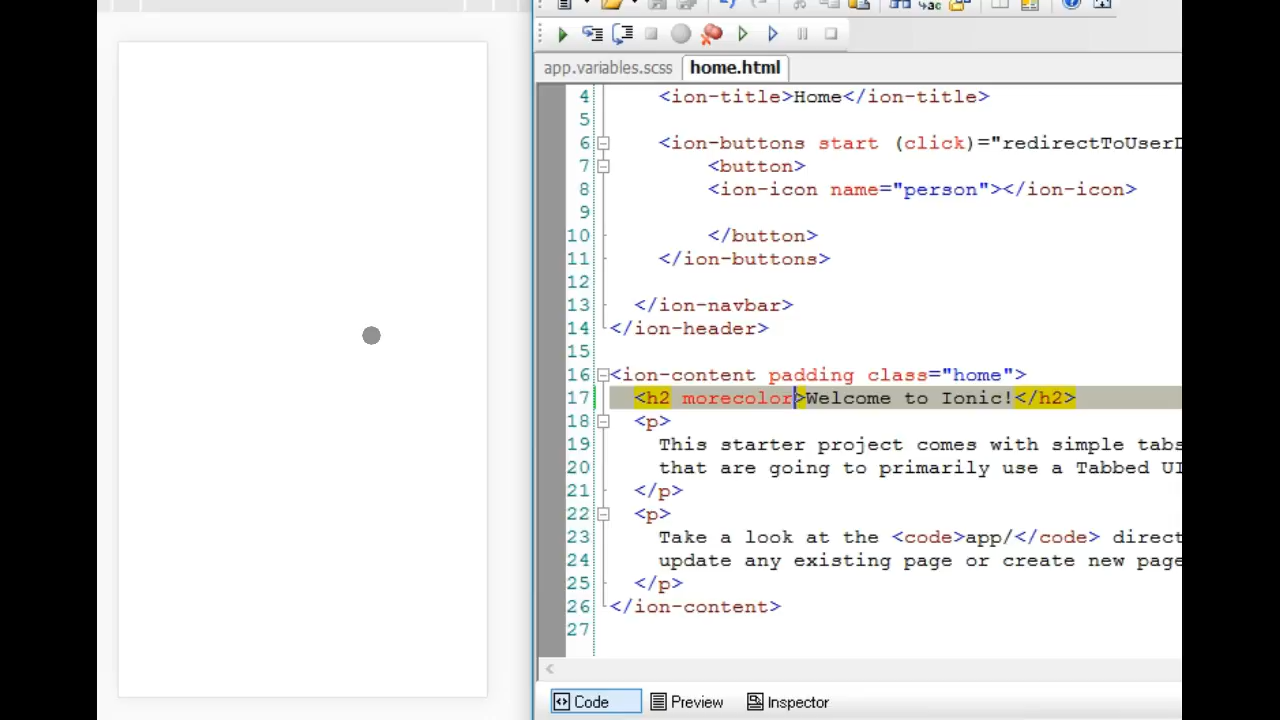 app.variables.scss home.html
4 <ion-title>Home</ion-title>
5
6 <ion-buttons start (click)="redirectToUserD
7 <button>
8 <ion-icon name="person"></ion-icon>
9
10 </button>
11 </ion-buttons>
12
13 </ion-navbar>
14 </ion-header>
15
16 <ion-content padding class="home">
17 <h2 morecolor>Welcome to Ionic!</h2>
18 <p>
19 This starter project comes with simple tabs
20 that are going to primarily use a Tabbed UI
21 </p>
22 <p>
23 Take a look at the <code>app/</code> direct
24 update any existing page or create new page
25 </p>
26 </ion-content>
27
Code Preview Inspector